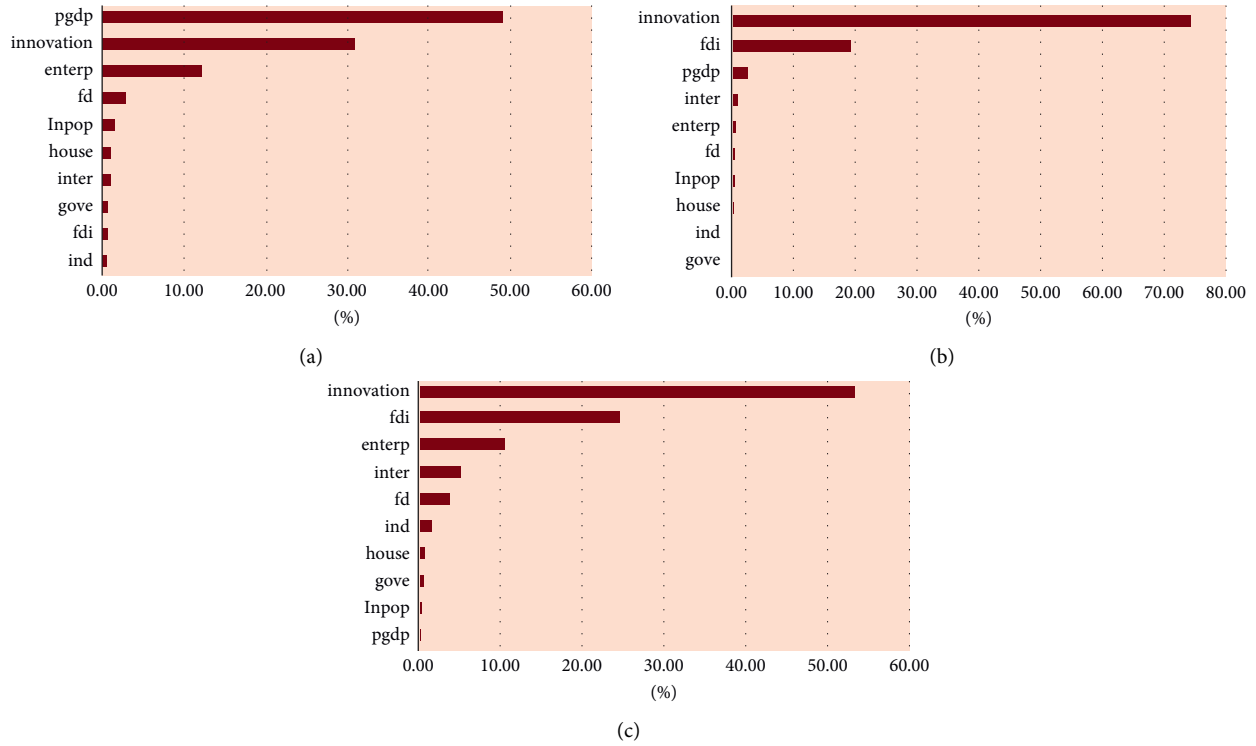 pgdp
innovation
enterp
fd
Inpop
house
inter
gove
fdi
ind
0.00 10.00 20.00 30.00 40.00 50.00 60.00
(%)
(a)
innovation
fdi
pgdp
inter
enterp
fd
Inpop
house
ind
gove
0.00 10.00 20.00 30.00 40.00 50.00 60.00 70.00 80.00
(%)
(b)
innovation
fdi
enterp
inter
fd
ind
house
gove
Inpop
pgdp
0.00 10.00 20.00 30.00 40.00 50.00 60.00
(%)
(c)